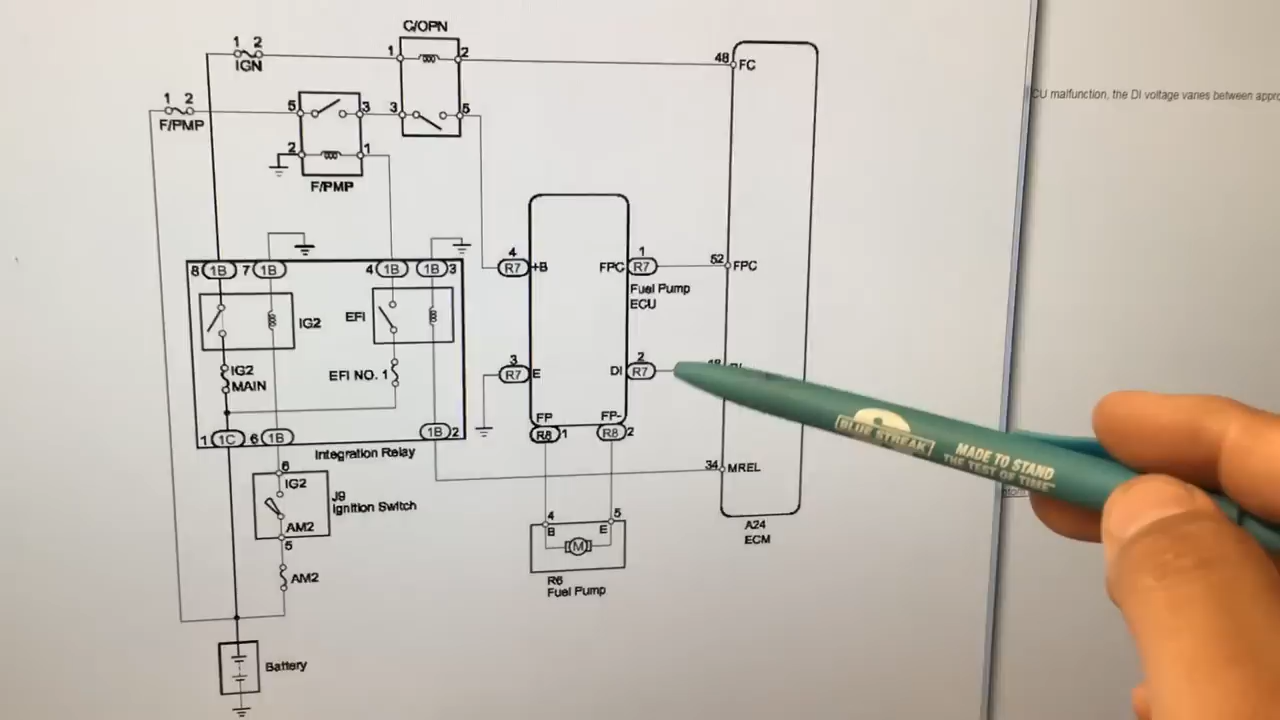 C/OPN
1 2
IGN
1
2
48
FC
CU malfunction, the DI voltage varies between appro
1 2
F/PMP
5
3
3
5
2
1
F/PMP
8 1B
7 1B
4 1B
1B 3
4
R7
+B
FPC
1
R7
52
FPC
Fuel Pump
ECU
IG2
EFI
IG2
MAIN
EFI NO. 1
3
R7
E
DI
2
R7
BLUE STREAK
MADE TO STAND
THE TEST OF TIME™
FP
FP-
R8 1
R8 2
1 1C
6 1B
1B 2
Integration Relay
34
MREL
6
IG2
J9
Ignition Switch
AM2
5
4
B
5
E
M
A24
ECM
AM2
R6
Fuel Pump
Battery